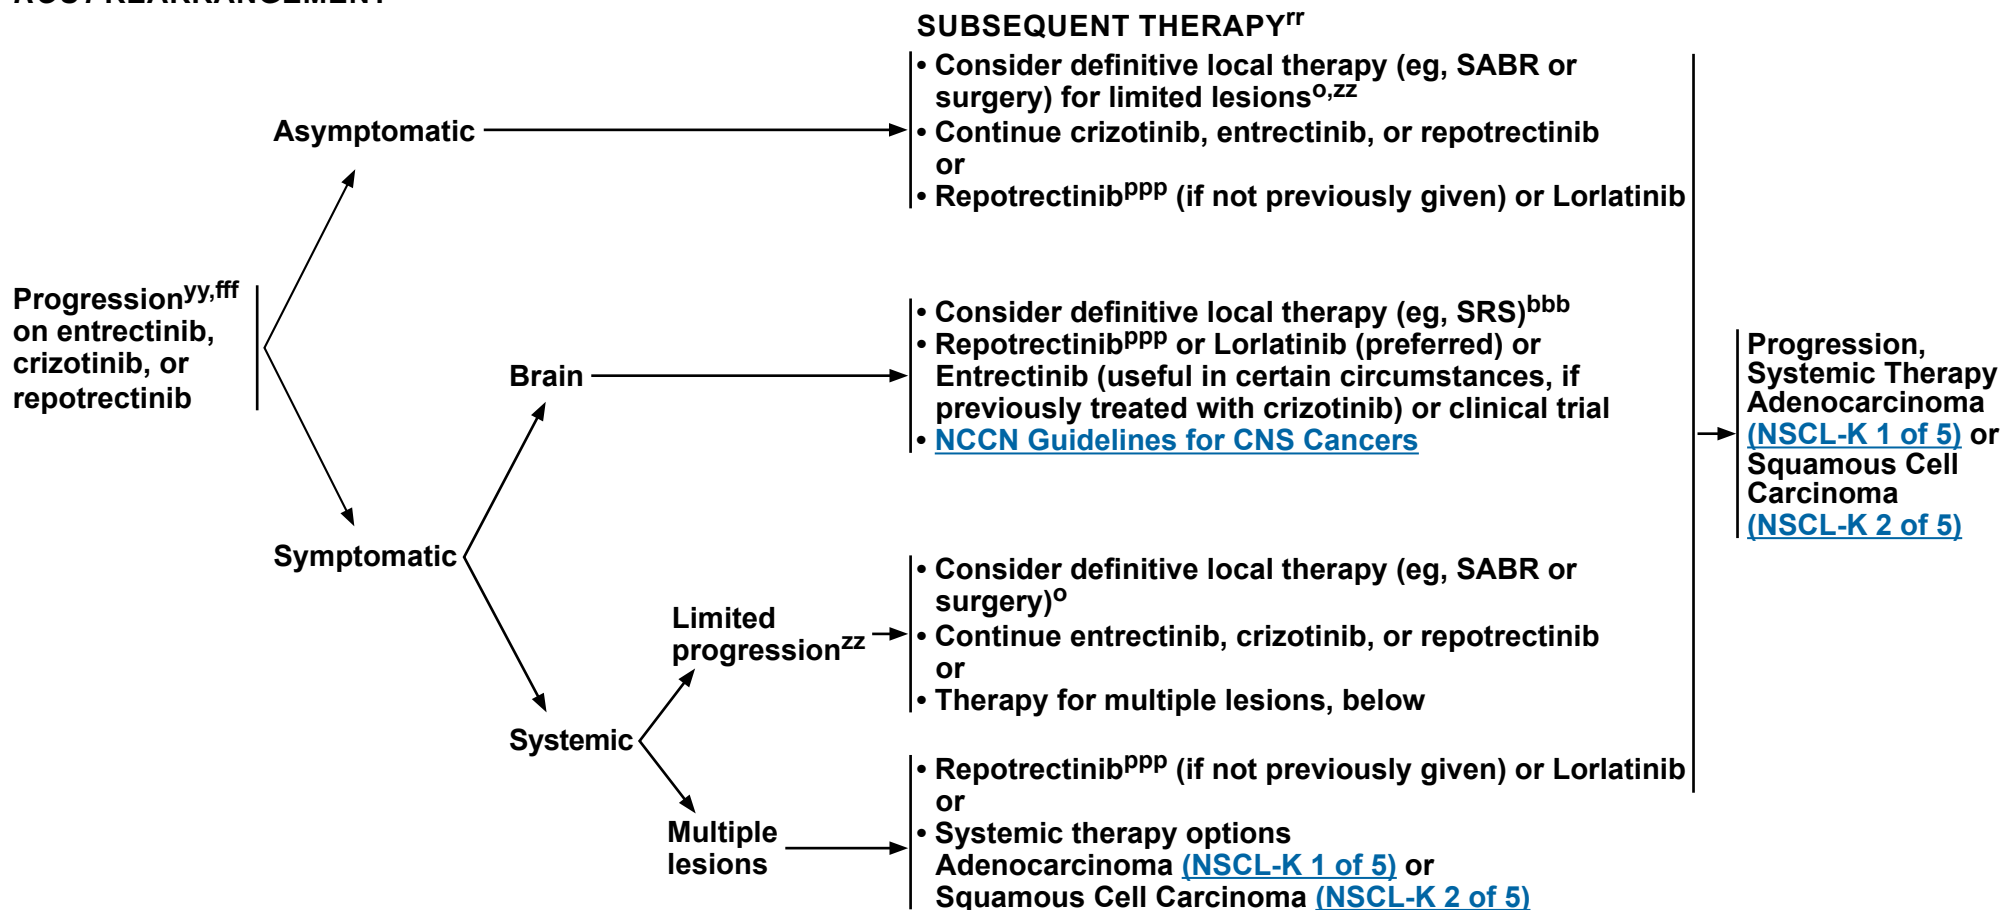 SUBSEQUENT THERAPYrr
• Consider definitive local therapy (eg, SABR or
surgery) for limited lesionso,zz
• Continue crizotinib, entrectinib, or repotrectinib
or
• Repotrectinibppp (if not previously given) or Lorlatinib
Asymptomatic
Progressionyy,fff
on entrectinib,
crizotinib, or
repotrectinib
Symptomatic
Brain
• Consider definitive local therapy (eg, SRS)bbb
• Repotrectinibppp or Lorlatinib (preferred) or
Entrectinib (useful in certain circumstances, if
previously treated with crizotinib) or clinical trial
• NCCN Guidelines for CNS Cancers
Systemic
Limited
progressionzz
• Consider definitive local therapy (eg, SABR or
surgery)o
• Continue entrectinib, crizotinib, or repotrectinib
or
• Therapy for multiple lesions, below
Multiple
lesions
• Repotrectinibppp (if not previously given) or Lorlatinib
or
• Systemic therapy options
Adenocarcinoma (NSCL-K 1 of 5) or
Squamous Cell Carcinoma (NSCL-K 2 of 5)
Progression,
Systemic Therapy
Adenocarcinoma
(NSCL-K 1 of 5) or
Squamous Cell
Carcinoma
(NSCL-K 2 of 5)